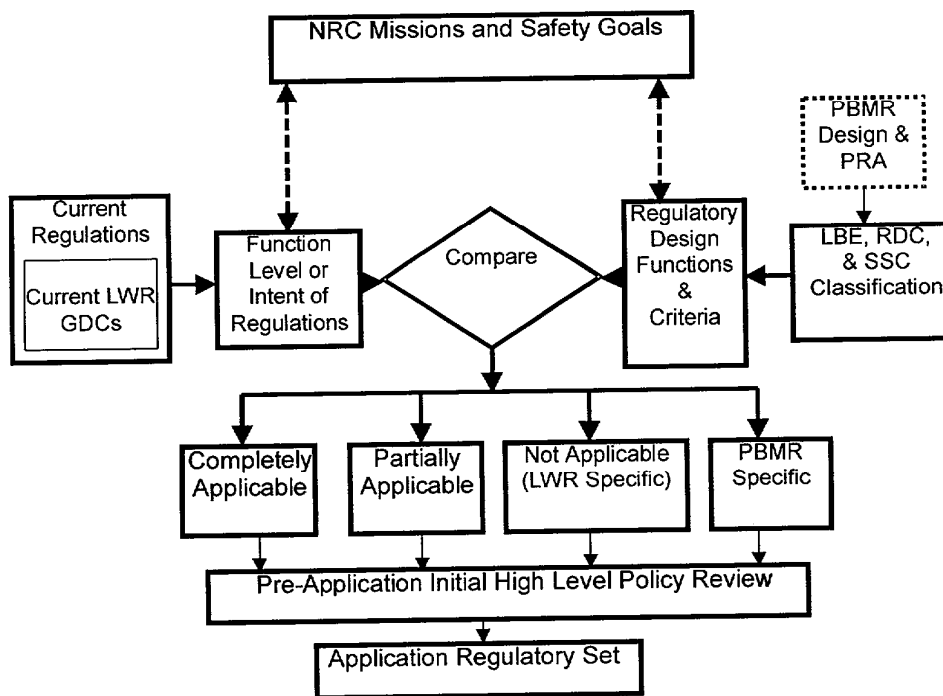 NRC Missions and Safety Goals
PBMR
Design &
PRA
Current
Regulations
Current LWR
GDCs
Function
Level or
Intent of
Regulations
Compare
Regulatory
Design
Functions
&
Criteria
LBE, RDC,
& SSC
Classification
Completely
Applicable
Partially
Applicable
Not Applicable
(LWR Specific)
PBMR
Specific
Pre-Application Initial High Level Policy Review
Application Regulatory Set